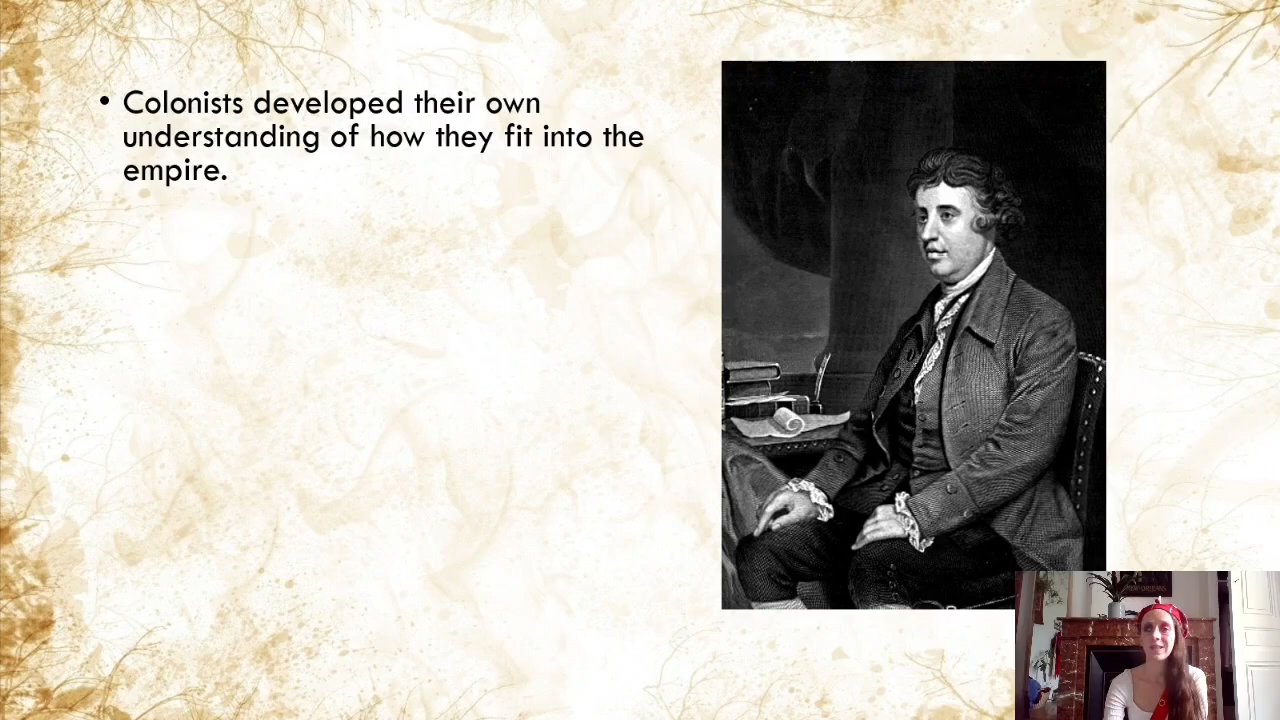 • Colonists developed their own
understanding of how they fit into the
empire.